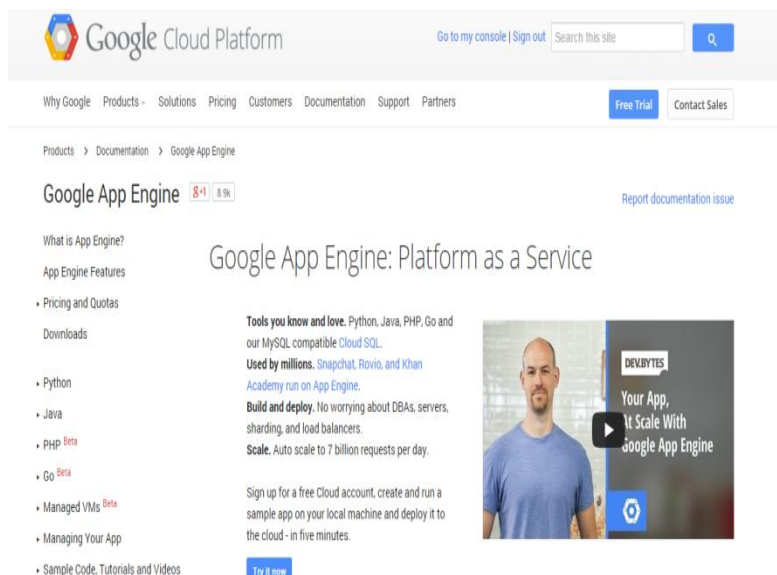 Google Cloud Platform
Go to my console | Sign out
Search this site
Why Google Products Solutions Pricing Customers Documentation Support Partners
Free Trial
Contact Sales
Products > Documentation > Google App Engine
Google App Engine
g+1 8.9k
Report documentation issue
What is App Engine?
App Engine Features
Pricing and Quotas
Downloads
Python
Java
PHP Beta
Go Beta
Managed VMs Beta
Managing Your App
Sample Code, Tutorials and Videos
Google App Engine: Platform as a Service
Tools you know and love. Python, Java, PHP, Go and
our MySQL compatible Cloud SQL.
Used by millions. Snapchat, Rovio, and Khan
Academy run on App Engine.
Build and deploy. No worrying about DBAs, servers,
sharding, and load balancers.
Scale. Auto scale to 7 billion requests per day.
Sign up for a free Cloud account, create and run a
sample app on your local machine and deploy it to
the cloud - in five minutes.
Try it now
DEV.BYTES
Your App,
At Scale With
Google App Engine